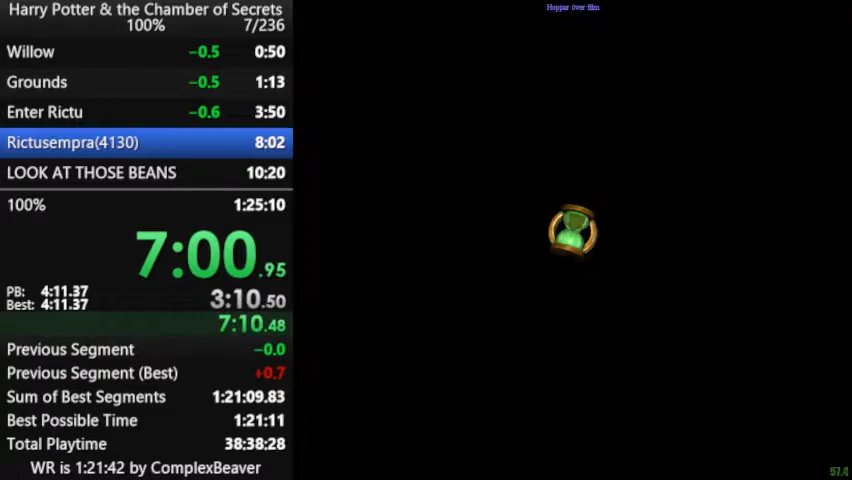 Harry Potter & the Chamber of Secrets
100% 7/236
Willow −0.5 0:50
Grounds −0.5 1:13
Enter Rictu −0.6 3:50
Rictusempra(4130) 8:02
LOOK AT THOSE BEANS 10:20
100% 1:25:10
7:00.95
PB: 4:11.37
Best: 4:11.37
3:10.50
7:10.48
Previous Segment −0.0
Previous Segment (Best) +0.7
Sum of Best Segments 1:21:09.83
Best Possible Time 1:21:11
Total Playtime 38:38:28
WR is 1:21:42 by ComplexBeaver
Hoppar över film
57.4